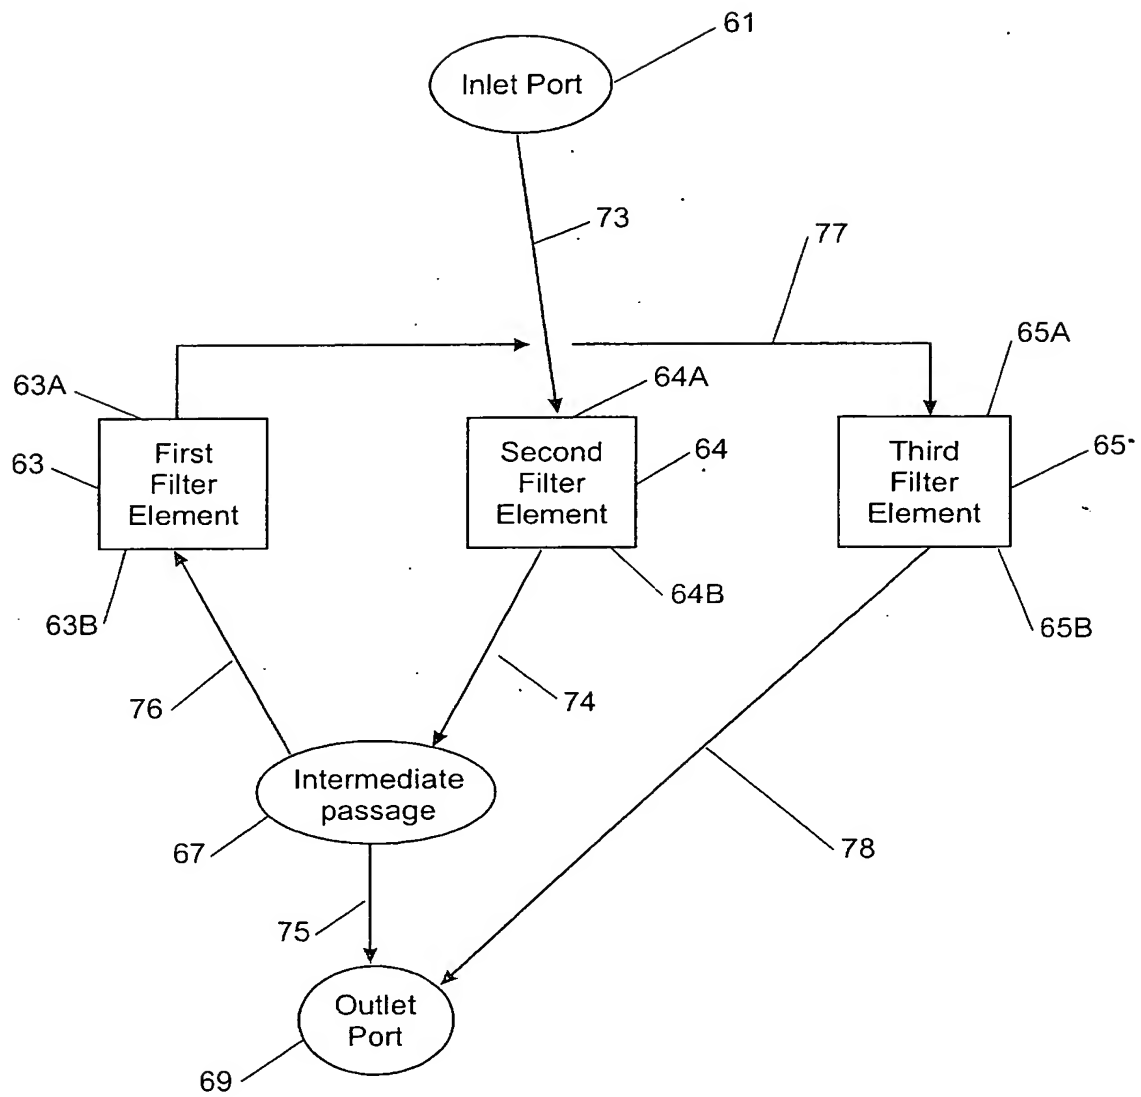 61
Inlet Port
73
77
65A
63A
64A
63
First
Filter
Element
Second
Filter
Element
64
Third
Filter
Element
65
63B
64B
65B
76
74
Intermediate
passage
67
78
75
Outlet
Port
69